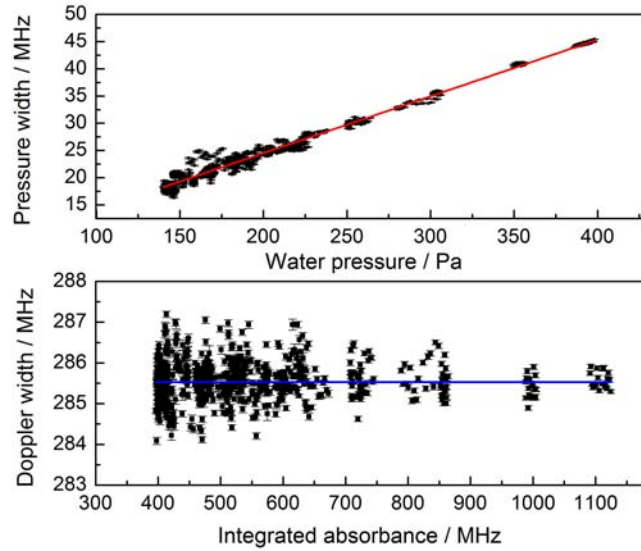 50
45
40
35
30
25
20
15
Pressure width / MHz
100 150 200 250 300 350 400
Water pressure / Pa
288
287
286
285
284
283
Doppler width / MHz
300 400 500 600 700 800 900 1000 1100
Integrated absorbance / MHz